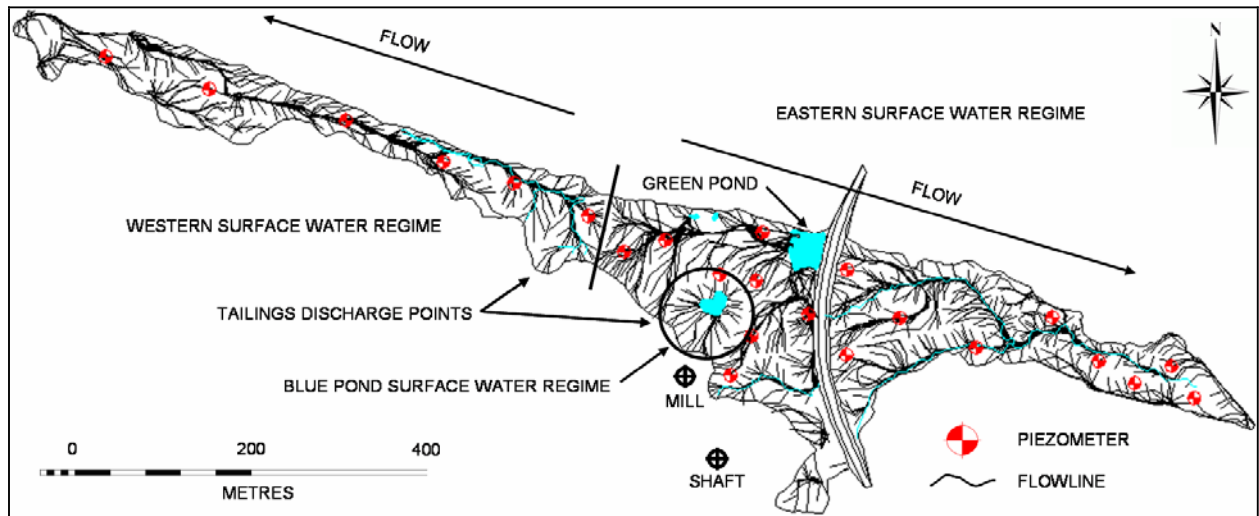 N
FLOW
EASTERN SURFACE WATER REGIME
GREEN POND
FLOW
WESTERN SURFACE WATER REGIME
TAILINGS DISCHARGE POINTS
BLUE POND SURFACE WATER REGIME
MILL
SHAFT
0 200 400
METRES
PIEZOMETER
FLOWLINE